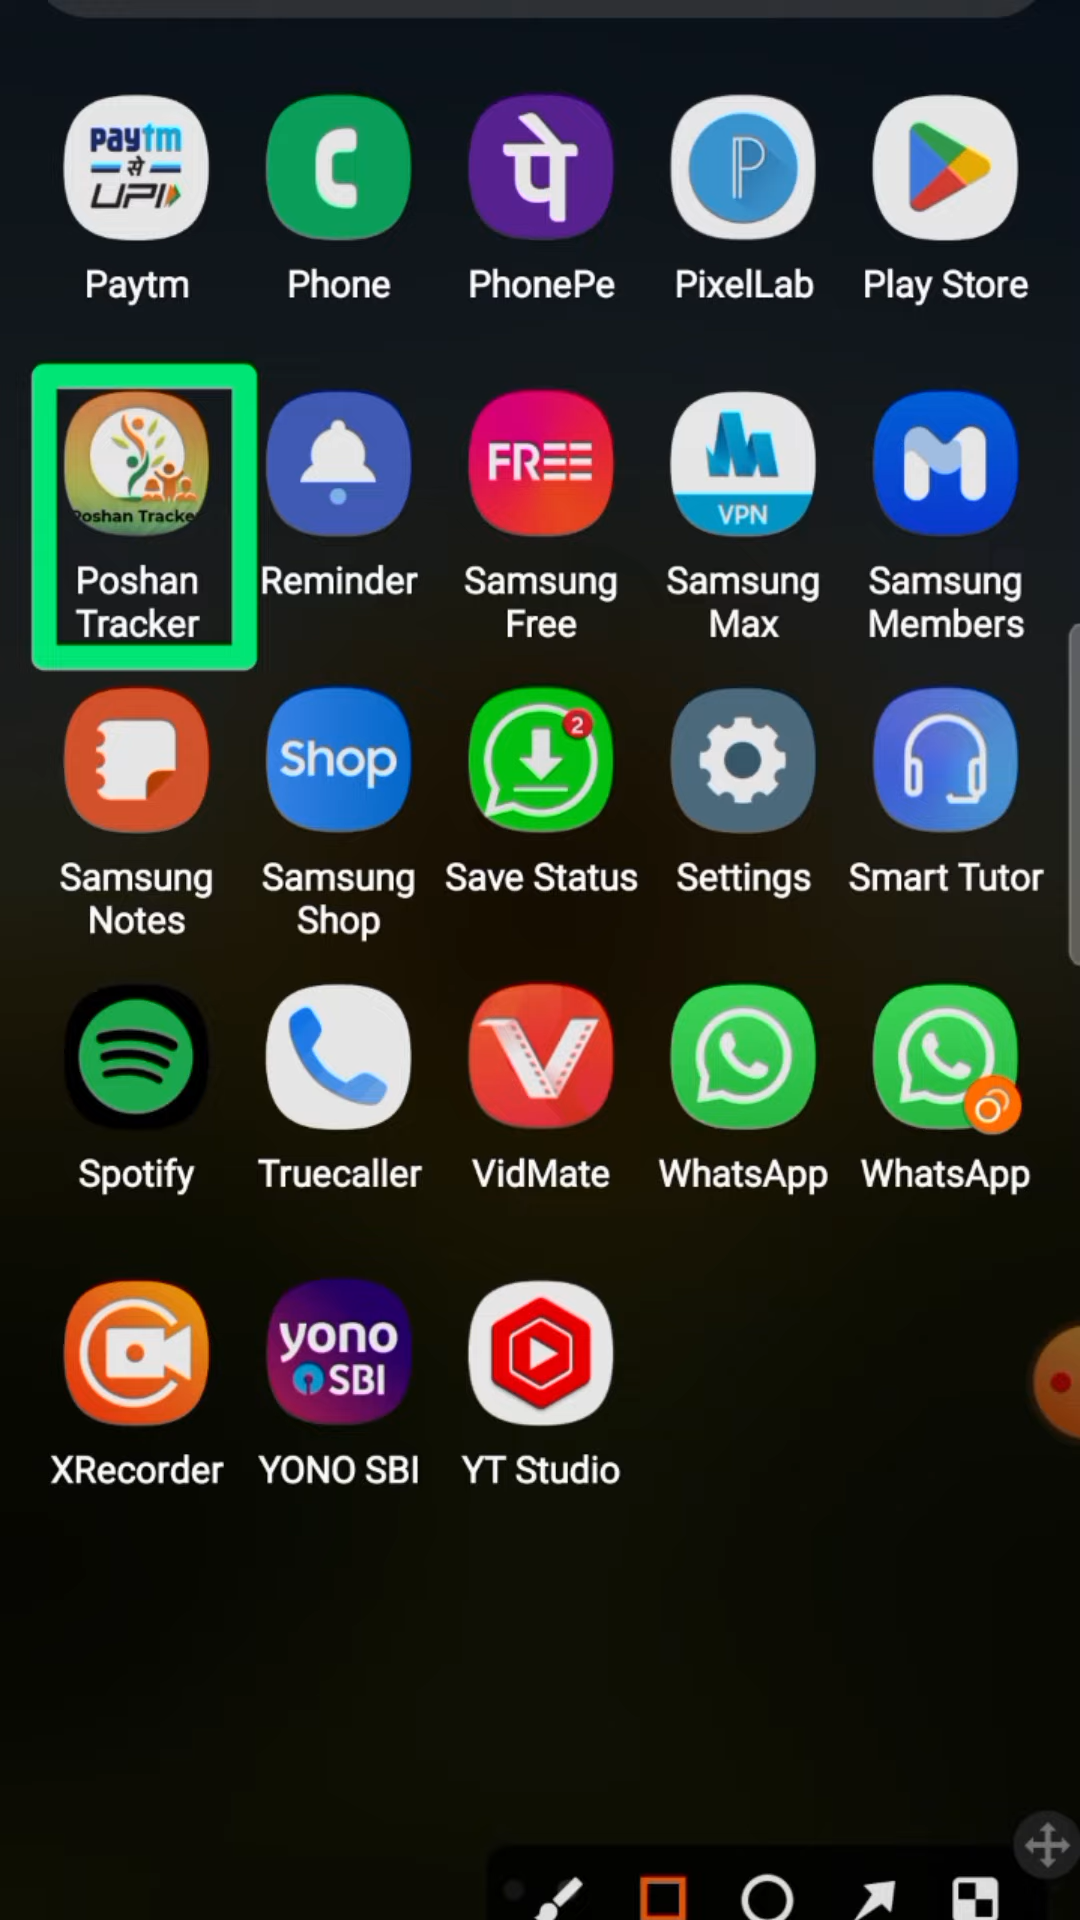 paytm
से
UPI
पे
P
Paytm
Phone
PhonePe
PixelLab
Play Store
Poshan Tracke
FREE
VPN
Poshan
Tracker
Reminder
Samsung
Free
Samsung
Max
Samsung
Members
Shop
2
Samsung
Notes
Samsung
Shop
Save Status
Settings
Smart Tutor
Spotify
Truecaller
VidMate
WhatsApp
WhatsApp
yono
SBI
XRecorder
YONO SBI
YT Studio